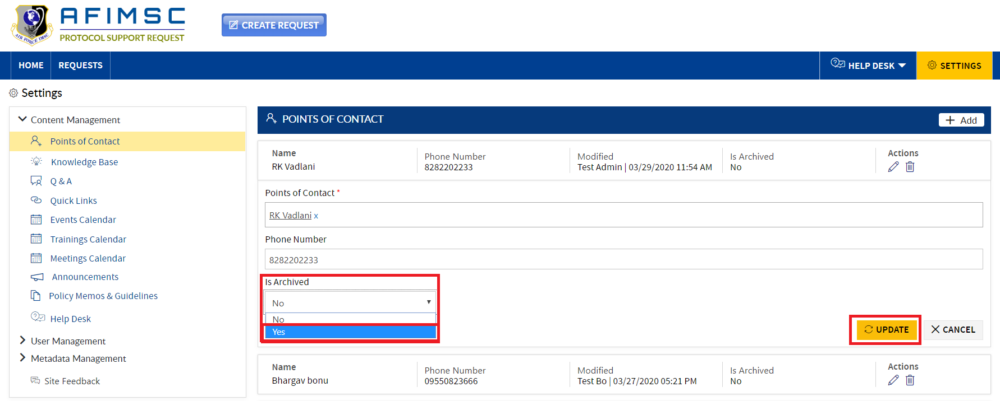 AIR FORCE IMSC
AFIMSC
PROTOCOL SUPPORT REQUEST
CREATE REQUEST
HOME
REQUESTS
HELP DESK
SETTINGS
Settings
Content Management
Points of Contact
Knowledge Base
Q & A
Quick Links
Events Calendar
Trainings Calendar
Meetings Calendar
Announcements
Policy Memos & Guidelines
Help Desk
User Management
Metadata Management
Site Feedback
POINTS OF CONTACT
+ Add
Name
RK Vadlani
Phone Number
8282202233
Modified
Test Admin | 03/29/2020 11:54 AM
Is Archived
No
Actions
Points of Contact *
RK Vadlani x
Phone Number
8282202233
Is Archived
No
No
Yes
UPDATE
CANCEL
Name
Bhargav bonu
Phone Number
09550823666
Modified
Test Bo | 03/27/2020 05:21 PM
Is Archived
No
Actions